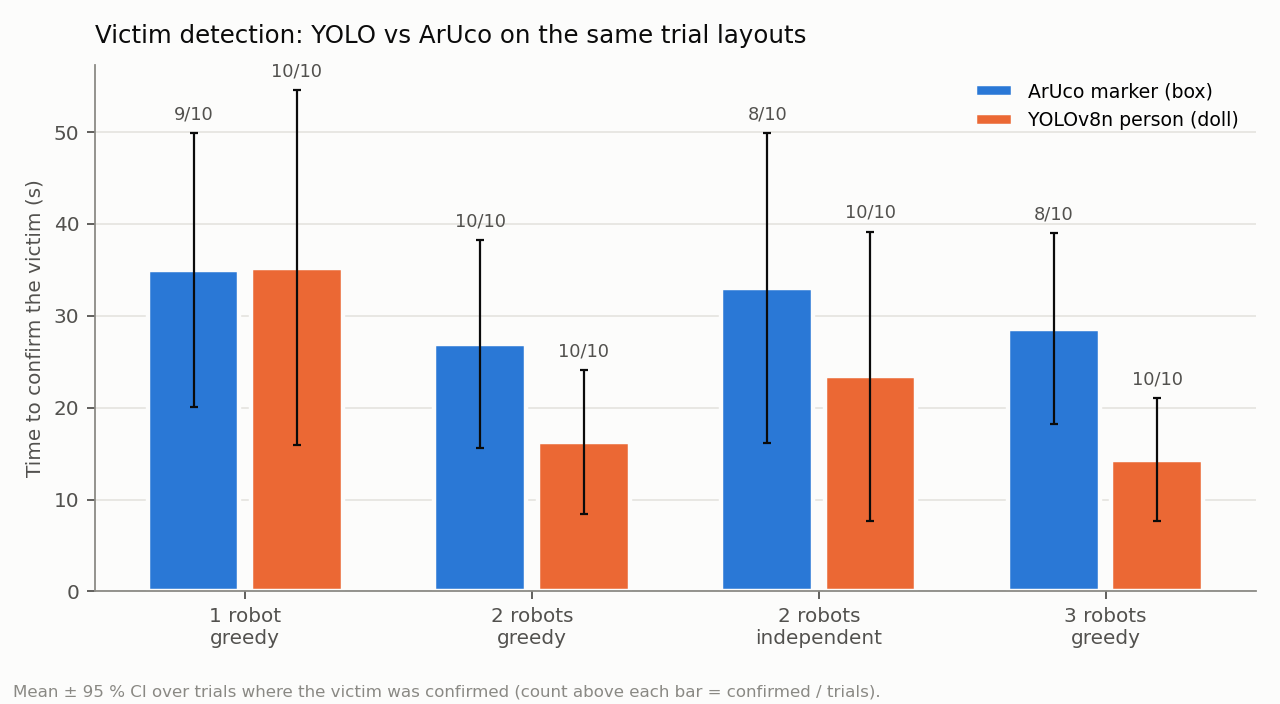 Victim detection: YOLO vs ArUco on the same trial layouts
ArUco marker (box)
YOLOv8n person (doll)
Time to confirm the victim (s)
50
40
30
20
10
0
9/10
10/10
10/10
10/10
8/10
10/10
8/10
10/10
1 robot
greedy
2 robots
greedy
2 robots
independent
3 robots
greedy
Mean ± 95 % CI over trials where the victim was confirmed (count above each bar = confirmed / trials).